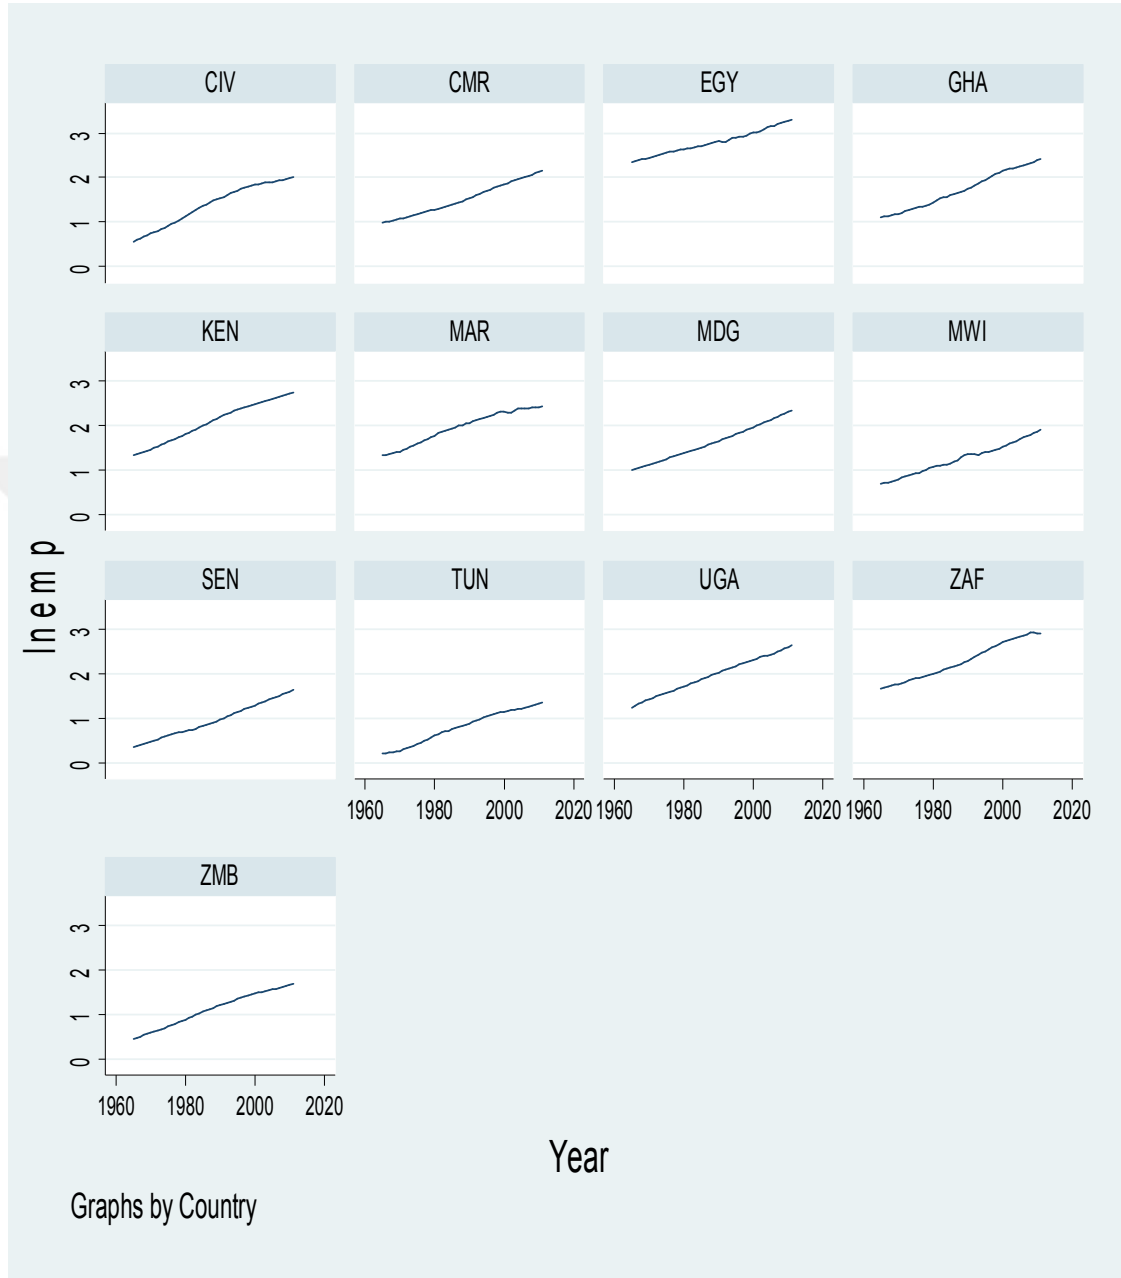 CIV CMR EGY GHA
3
2
1
0
KEN MAR MDG MWI
3
2
1
0
lnemp
SEN TUN UGA ZAF
3
2
1
0
1960 1980 2000 2020 1960 1980 2000 2020 1960 1980 2000 2020
ZMB
3
2
1
0
1960 1980 2000 2020
Year
Graphs by Country